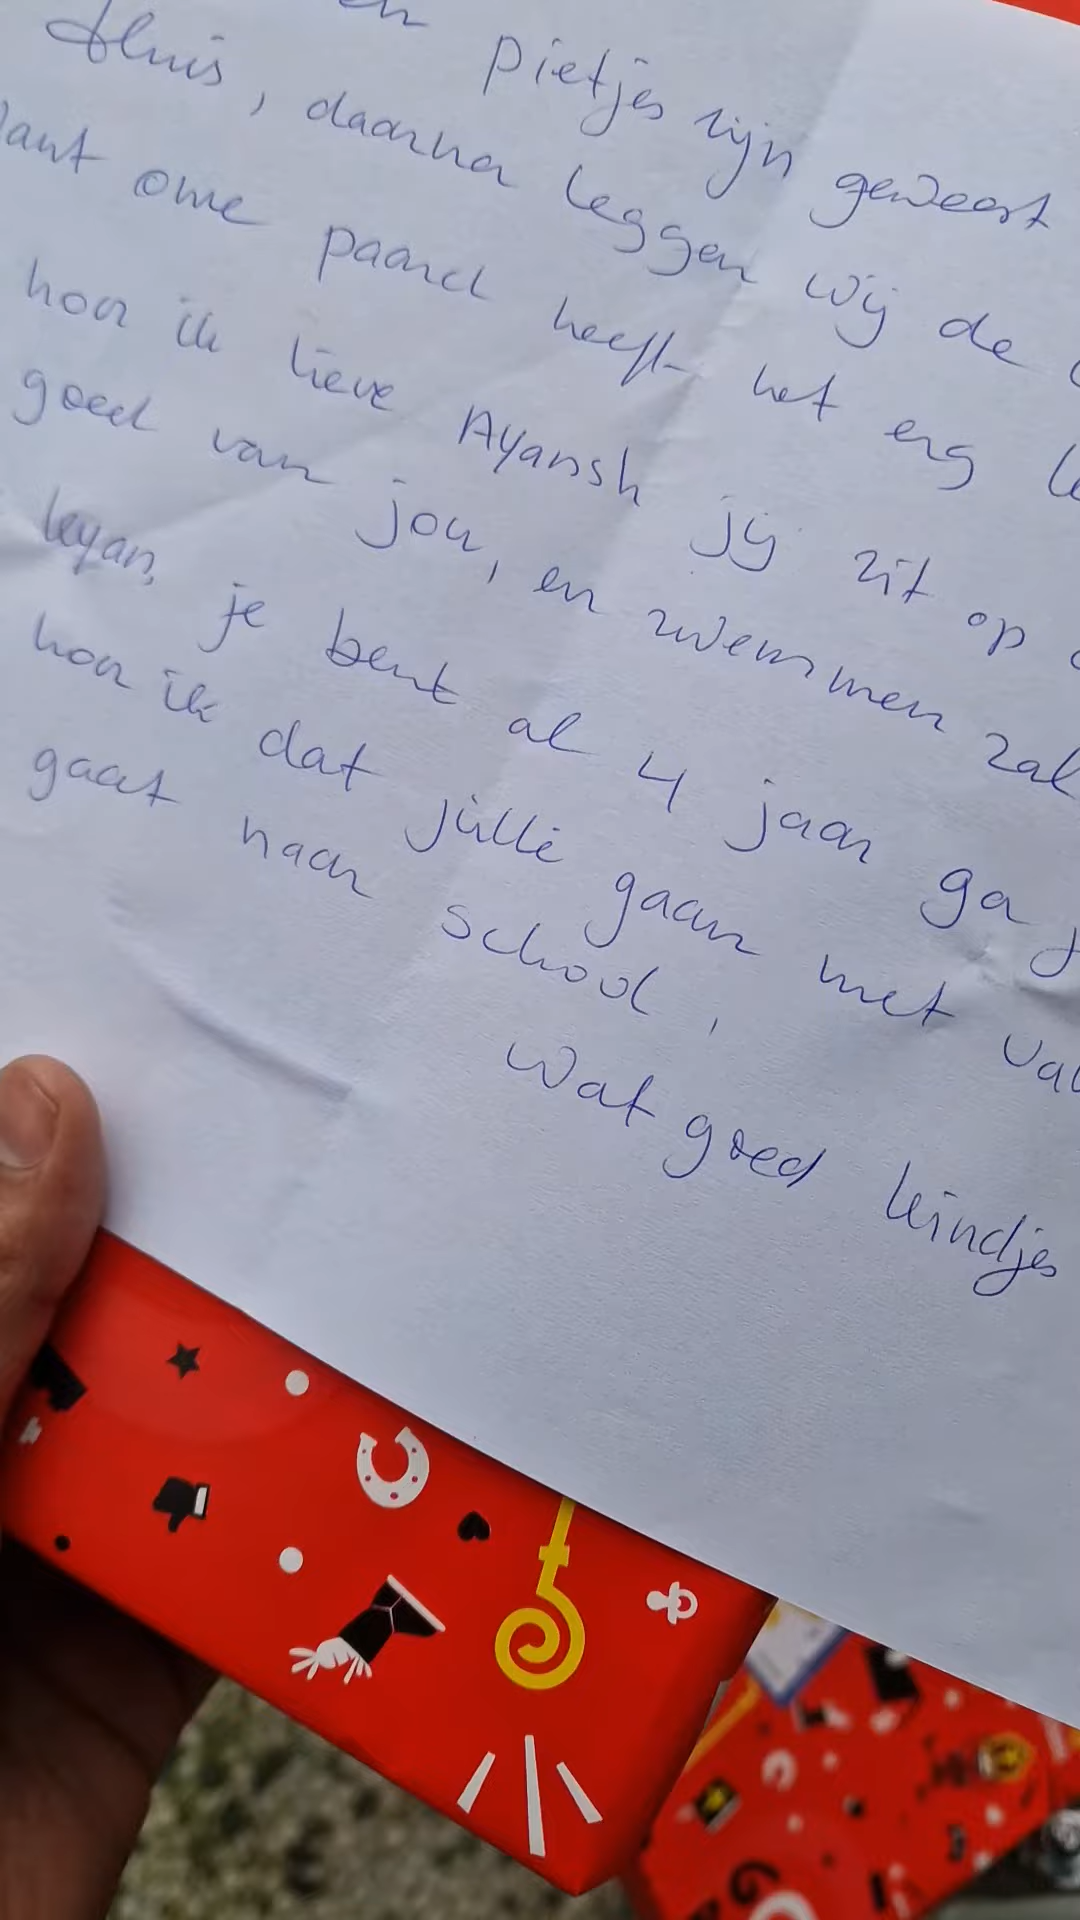 en pietjes zijn geweest
thuis, daarna leggen wij de
want ome paard heeft het erg
hoor ik lieve Ayansh jij zit op
goed van jou, en zwemmen zal
je bent al 4 jaar ga
hoor ik dat jullie gaan met
gaat naar school,
Wat goed kindjes